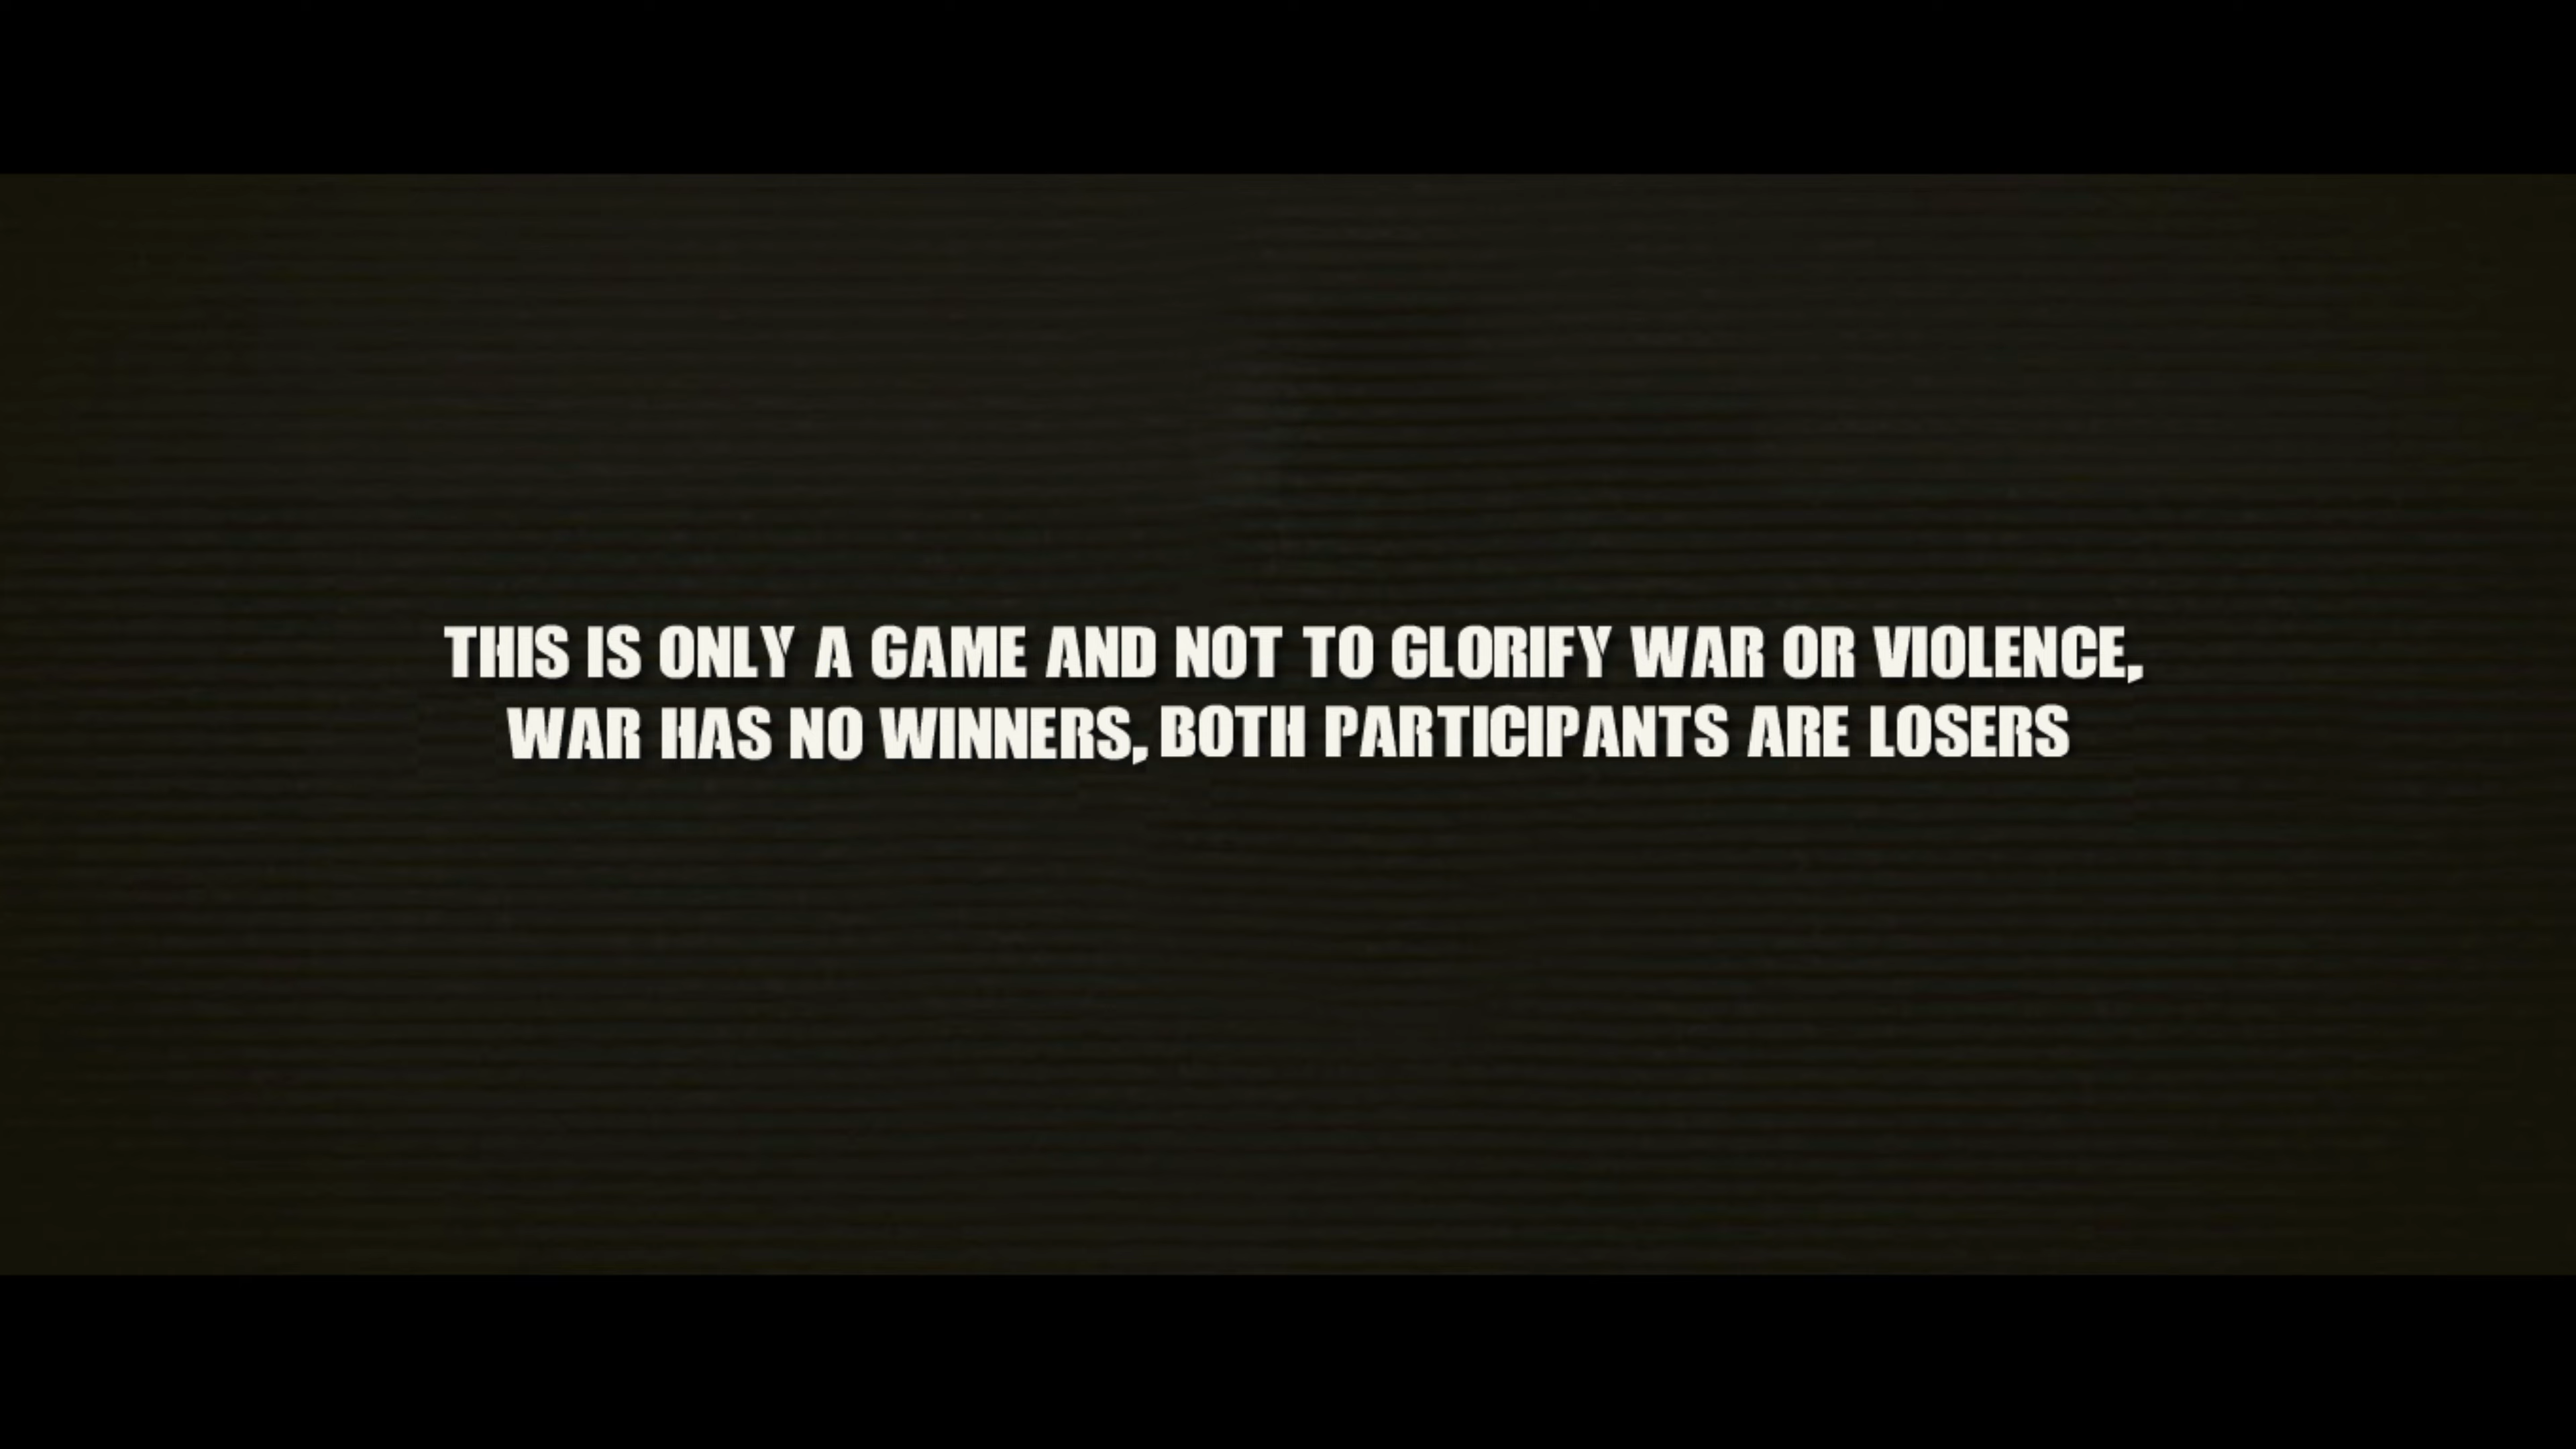 THIS IS ONLY A GAME AND NOT TO GLORIFY WAR OR VIOLENCE,
WAR HAS NO WINNERS, BOTH PARTICIPANTS ARE LOSERS